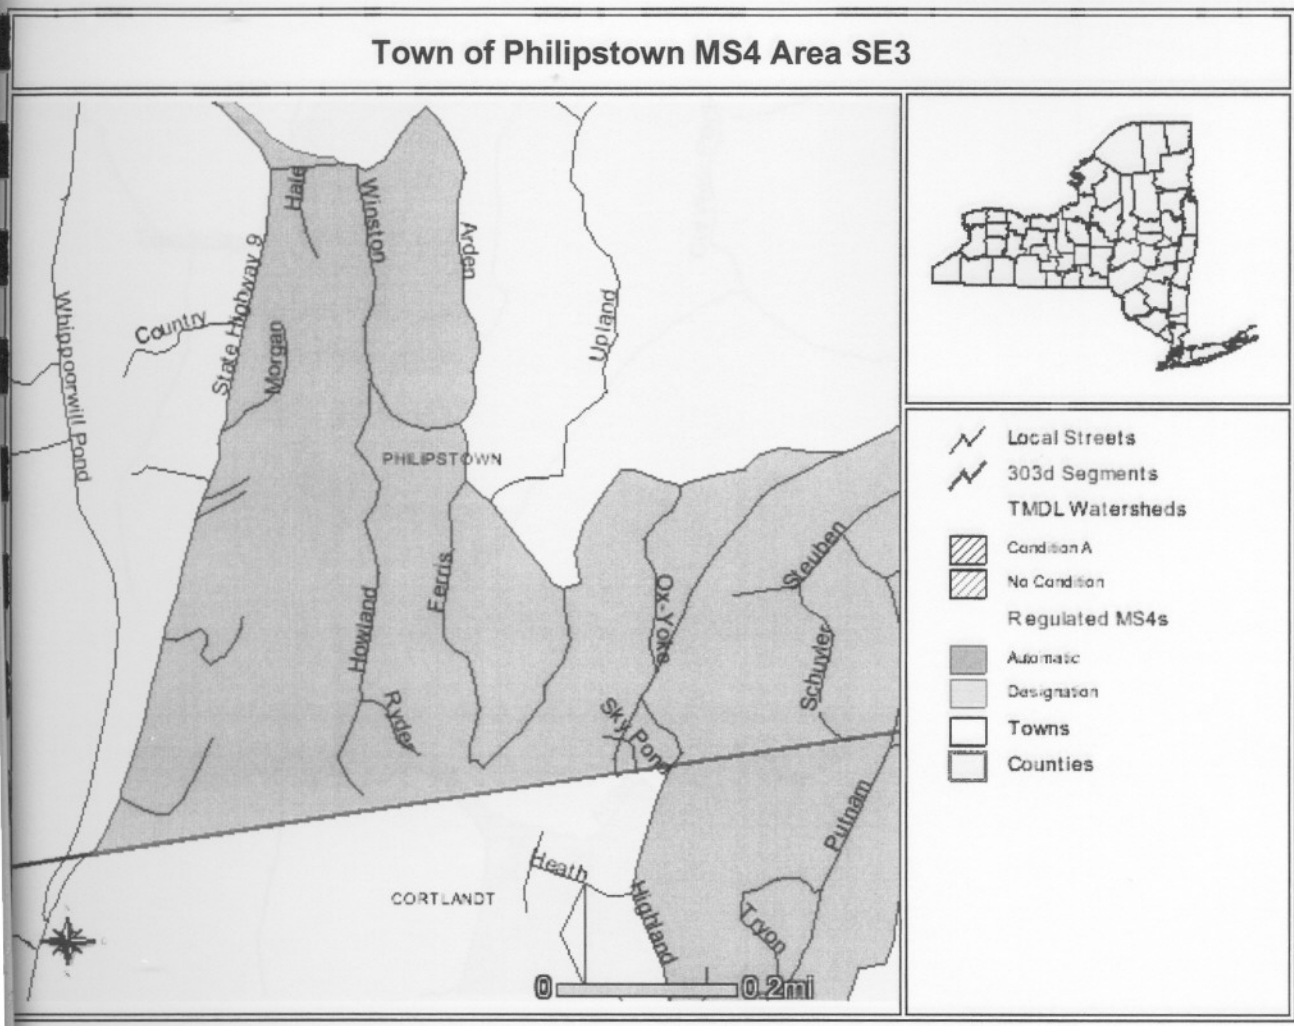 Town of Philipstown MS4 Area SE3
Hale
Winston
Arden
State Highway 9
Country
Morgan
Upland
Whippoorwill Pond
PHILIPSTOWN
Steuben
Ferris
Ox-Yoke
Howland
Schuyler
Ryder
Sky Pond
Putnam
Heath
CORTLANDT
Highland
Tryon
0 0.2mi
Local Streets
303d Segments
TMDL Watersheds
Condition A
No Condition
Regulated MS4s
Automatic
Designation
Towns
Counties